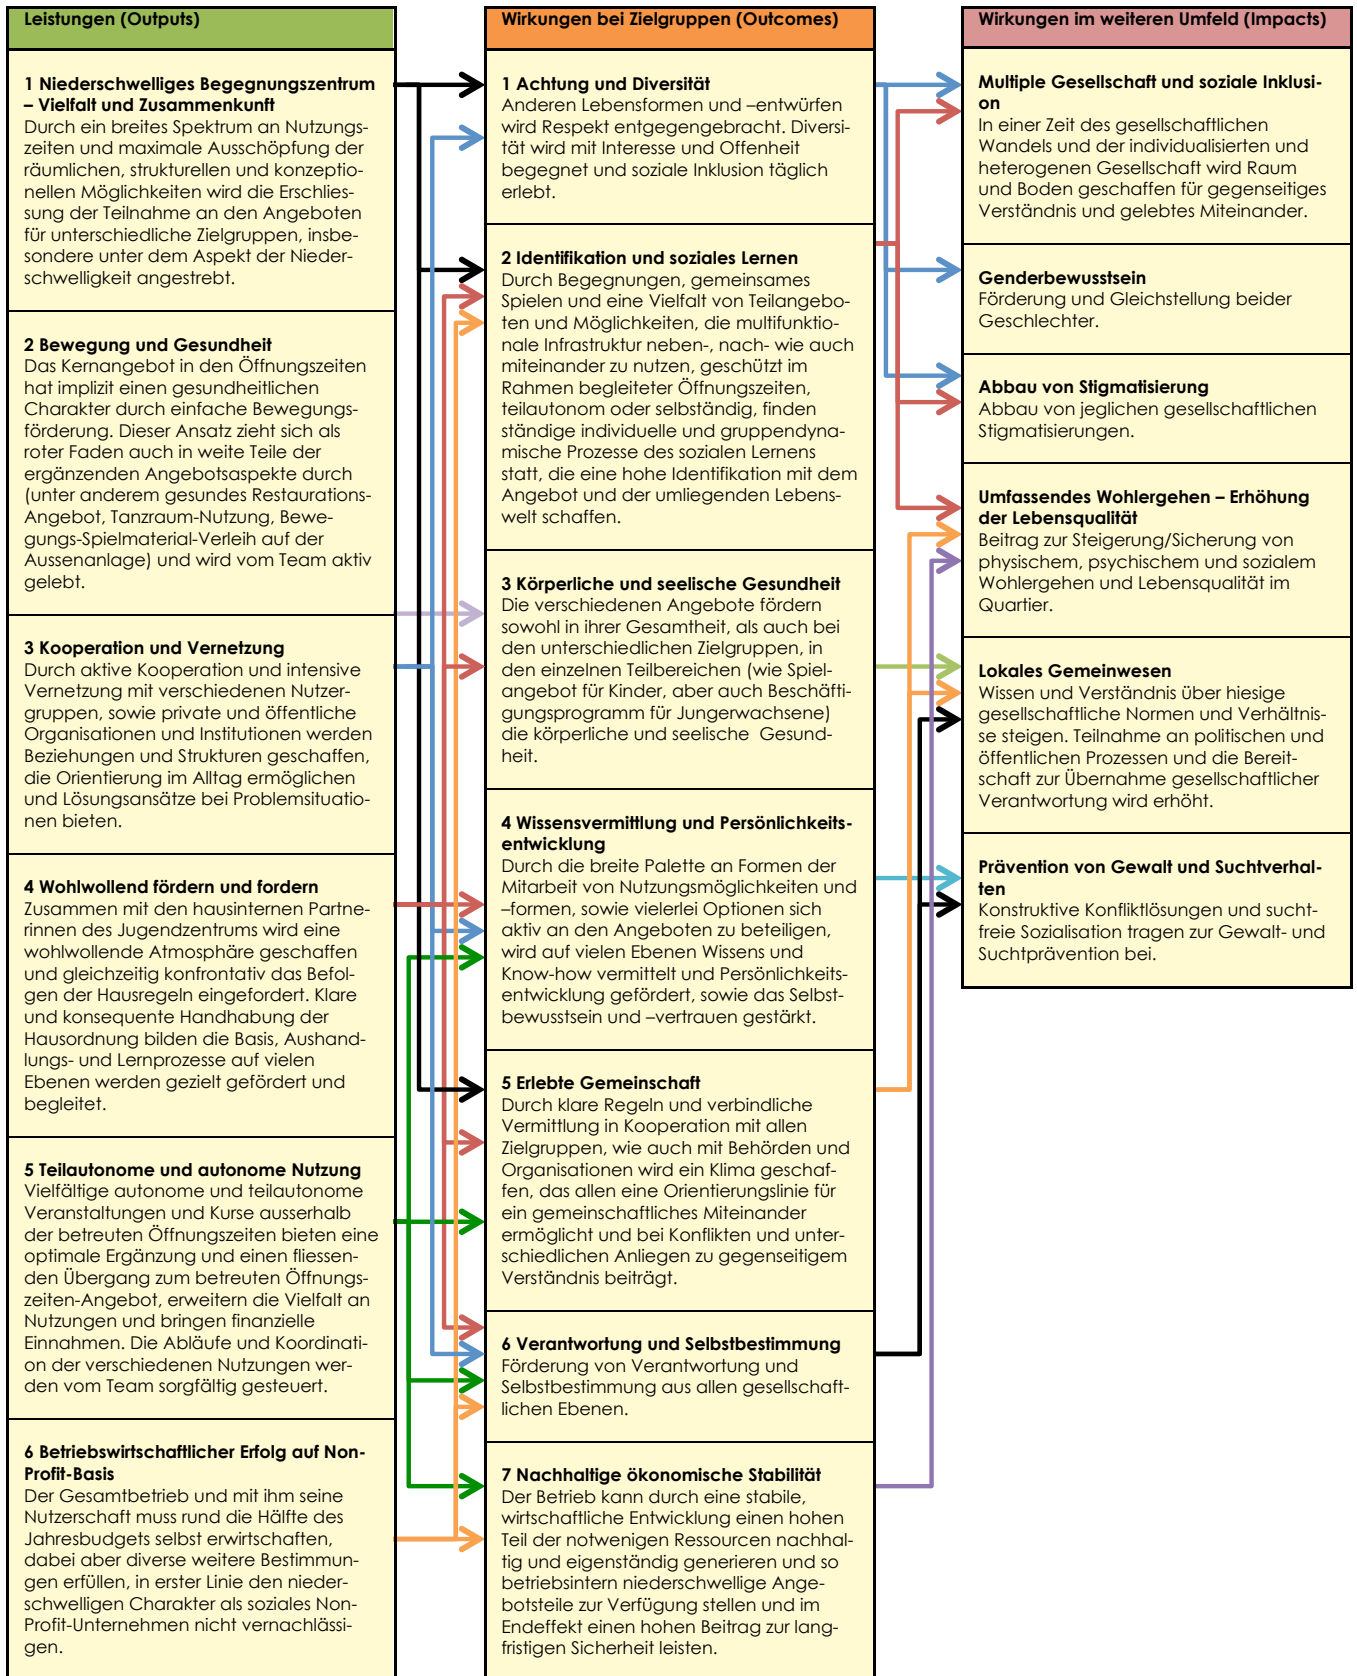 Leistungen (Outputs)
1 Niederschwelliges Begegnungszentrum
– Vielfalt und Zusammenkunft
Durch ein breites Spektrum an Nutzungs-
zeiten und maximale Ausschöpfung der
räumlichen, strukturellen und konzeptio-
nellen Möglichkeiten wird die Erschlies-
sung der Teilnahme an den Angeboten
für unterschiedliche Zielgruppen, insbe-
sondere unter dem Aspekt der Nieder-
schwelligkeit angestrebt.
2 Bewegung und Gesundheit
Das Kernangebot in den Öffnungszeiten
hat implizit einen gesundheitlichen
Charakter durch einfache Bewegungs-
förderung. Dieser Ansatz zieht sich als
roter Faden auch in weite Teile der
ergänzenden Angebotsaspekte durch
(unter anderem gesundes Restaurations-
Angebot, Tanzraum-Nutzung, Bewe-
gungs-Spielmaterial-Verleih auf der
Aussenanlage) und wird vom Team aktiv
gelebt.
3 Kooperation und Vernetzung
Durch aktive Kooperation und intensive
Vernetzung mit verschiedenen Nutzer-
gruppen, sowie private und öffentliche
Organisationen und Institutionen werden
Beziehungen und Strukturen geschaffen,
die Orientierung im Alltag ermöglichen
und Lösungsansätze bei Problemsituatio-
nen bieten.
4 Wohlwollend fördern und fordern
Zusammen mit den hausinternen Partne-
rinnen des Jugendzentrums wird eine
wohlwollende Atmosphäre geschaffen
und gleichzeitig konfrontativ das Befol-
gen der Hausregeln eingefordert. Klare
und konsequente Handhabung der
Hausordnung bilden die Basis, Aushand-
lungs- und Lernprozesse auf vielen
Ebenen werden gezielt gefördert und
begleitet.
5 Teilautonome und autonome Nutzung
Vielfältige autonome und teilautonome
Veranstaltungen und Kurse ausserhalb
der betreuten Öffnungszeiten bieten eine
optimale Ergänzung und einen fliessen-
den Übergang zum betreuten Öffnungs-
zeiten-Angebot, erweitern die Vielfalt an
Nutzungen und bringen finanzielle
Einnahmen. Die Abläufe und Koordinati-
on der verschiedenen Nutzungen wer-
den vom Team sorgfältig gesteuert.
6 Betriebswirtschaftlicher Erfolg auf Non-
Profit-Basis
Der Gesamtbetrieb und mit ihm seine
Nutzerschaft muss rund die Hälfte des
Jahresbudgets selbst erwirtschaften,
dabei aber diverse weitere Bestimmun-
gen erfüllen, in erster Linie den nieder-
schwelligen Charakter als soziales Non-
Profit-Unternehmen nicht vernachlässi-
gen.
Wirkungen bei Zielgruppen (Outcomes)
1 Achtung und Diversität
Anderen Lebensformen und –entwürfen
wird Respekt entgegengebracht. Diversi-
tät wird mit Interesse und Offenheit
begegnet und soziale Inklusion täglich
erlebt.
2 Identifikation und soziales Lernen
Durch Begegnungen, gemeinsames
Spielen und eine Vielfalt von Teilangebo-
ten und Möglichkeiten, die multifunktio-
nale Infrastruktur neben-, nach- wie auch
miteinander zu nutzen, geschützt im
Rahmen begleiteter Öffnungszeiten,
teilautonom oder selbständig, finden
ständige individuelle und gruppendyna-
mische Prozesse des sozialen Lernens
statt, die eine hohe Identifikation mit dem
Angebot und der umliegenden Lebens-
welt schaffen.
3 Körperliche und seelische Gesundheit
Die verschiedenen Angebote fördern
sowohl in ihrer Gesamtheit, als auch bei
den unterschiedlichen Zielgruppen, in
den einzelnen Teilbereichen (wie Spiel-
angebot für Kinder, aber auch Beschäfti-
gungsprogramm für Jungerwachsene)
die körperliche und seelische Gesund-
heit.
4 Wissensvermittlung und Persönlichkeits-
entwicklung
Durch die breite Palette an Formen der
Mitarbeit von Nutzungsmöglichkeiten und
–formen, sowie vielerlei Optionen sich
aktiv an den Angeboten zu beteiligen,
wird auf vielen Ebenen Wissens und
Know-how vermittelt und Persönlichkeits-
entwicklung gefördert, sowie das Selbst-
bewusstsein und –vertrauen gestärkt.
5 Erlebte Gemeinschaft
Durch klare Regeln und verbindliche
Vermittlung in Kooperation mit allen
Zielgruppen, wie auch mit Behörden und
Organisationen wird ein Klima geschaf-
fen, das allen eine Orientierungslinie für
ein gemeinschaftliches Miteinander
ermöglicht und bei Konflikten und unter-
schiedlichen Anliegen zu gegenseitigem
Verständnis beiträgt.
6 Verantwortung und Selbstbestimmung
Förderung von Verantwortung und
Selbstbestimmung aus allen gesellschaft-
lichen Ebenen.
7 Nachhaltige ökonomische Stabilität
Der Betrieb kann durch eine stabile,
wirtschaftliche Entwicklung einen hohen
Teil der notwenigen Ressourcen nachhal-
tig und eigenständig generieren und so
betriebsintern niederschwellige Ange-
botsteile zur Verfügung stellen und im
Endeffekt einen hohen Beitrag zur lang-
fristigen Sicherheit leisten.
Wirkungen im weiteren Umfeld (Impacts)
Multiple Gesellschaft und soziale Inklusi-
on
In einer Zeit des gesellschaftlichen
Wandels und der individualisierten und
heterogenen Gesellschaft wird Raum
und Boden geschaffen für gegenseitiges
Verständnis und gelebtes Miteinander.
Genderbewusstsein
Förderung und Gleichstellung beider
Geschlechter.
Abbau von Stigmatisierung
Abbau von jeglichen gesellschaftlichen
Stigmatisierungen.
Umfassendes Wohlergehen – Erhöhung
der Lebensqualität
Beitrag zur Steigerung/Sicherung von
physischem, psychischem und sozialem
Wohlergehen und Lebensqualität im
Quartier.
Lokales Gemeinwesen
Wissen und Verständnis über hiesige
gesellschaftliche Normen und Verhältnis-
se steigen. Teilnahme an politischen und
öffentlichen Prozessen und die Bereit-
schaft zur Übernahme gesellschaftlicher
Verantwortung wird erhöht.
Prävention von Gewalt und Suchtverhal-
ten
Konstruktive Konfliktlösungen und sucht-
freie Sozialisation tragen zur Gewalt- und
Suchtprävention bei.